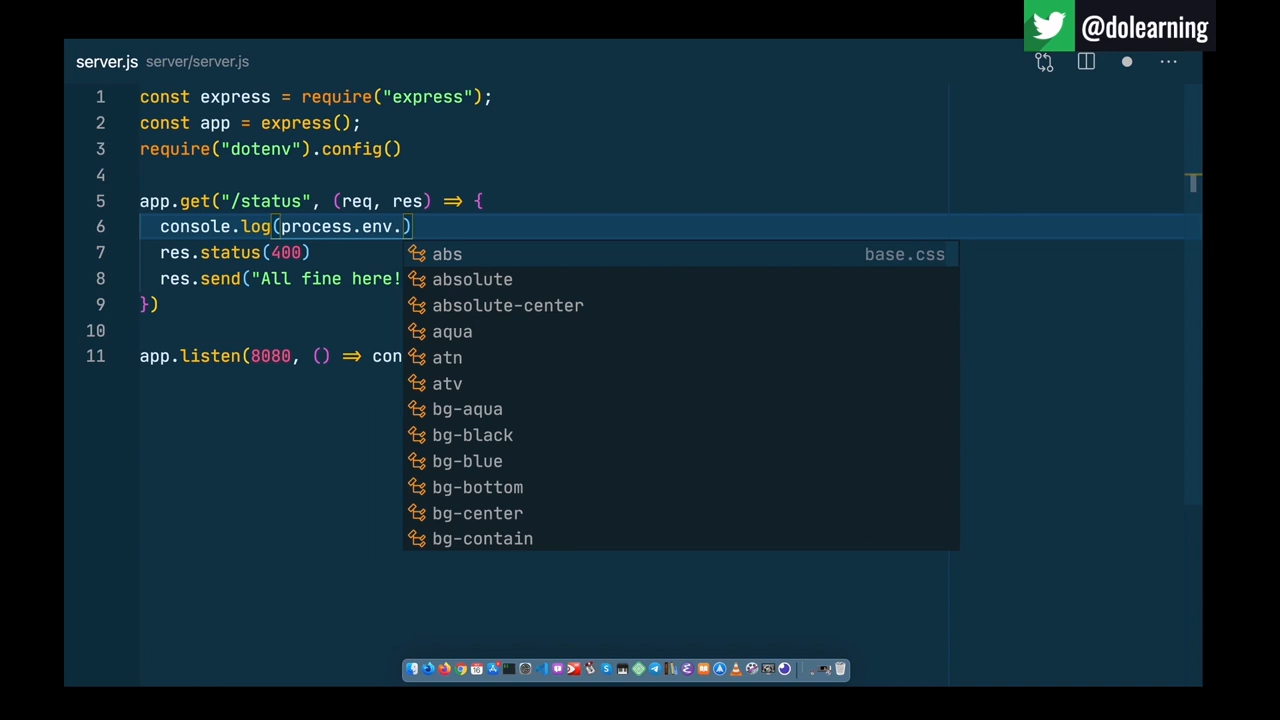 @dolearning
server.js server/server.js
1 const express = require("express");
2 const app = express();
3 require("dotenv").config()
4
5 app.get("/status", (req, res) => {
6 console.log(process.env.)
7 res.status(400)
8 res.send("All fine here!
9 })
10
11 app.listen(8080, () => con
abs base.css
absolute
absolute-center
aqua
atn
atv
bg-aqua
bg-black
bg-blue
bg-bottom
bg-center
bg-contain